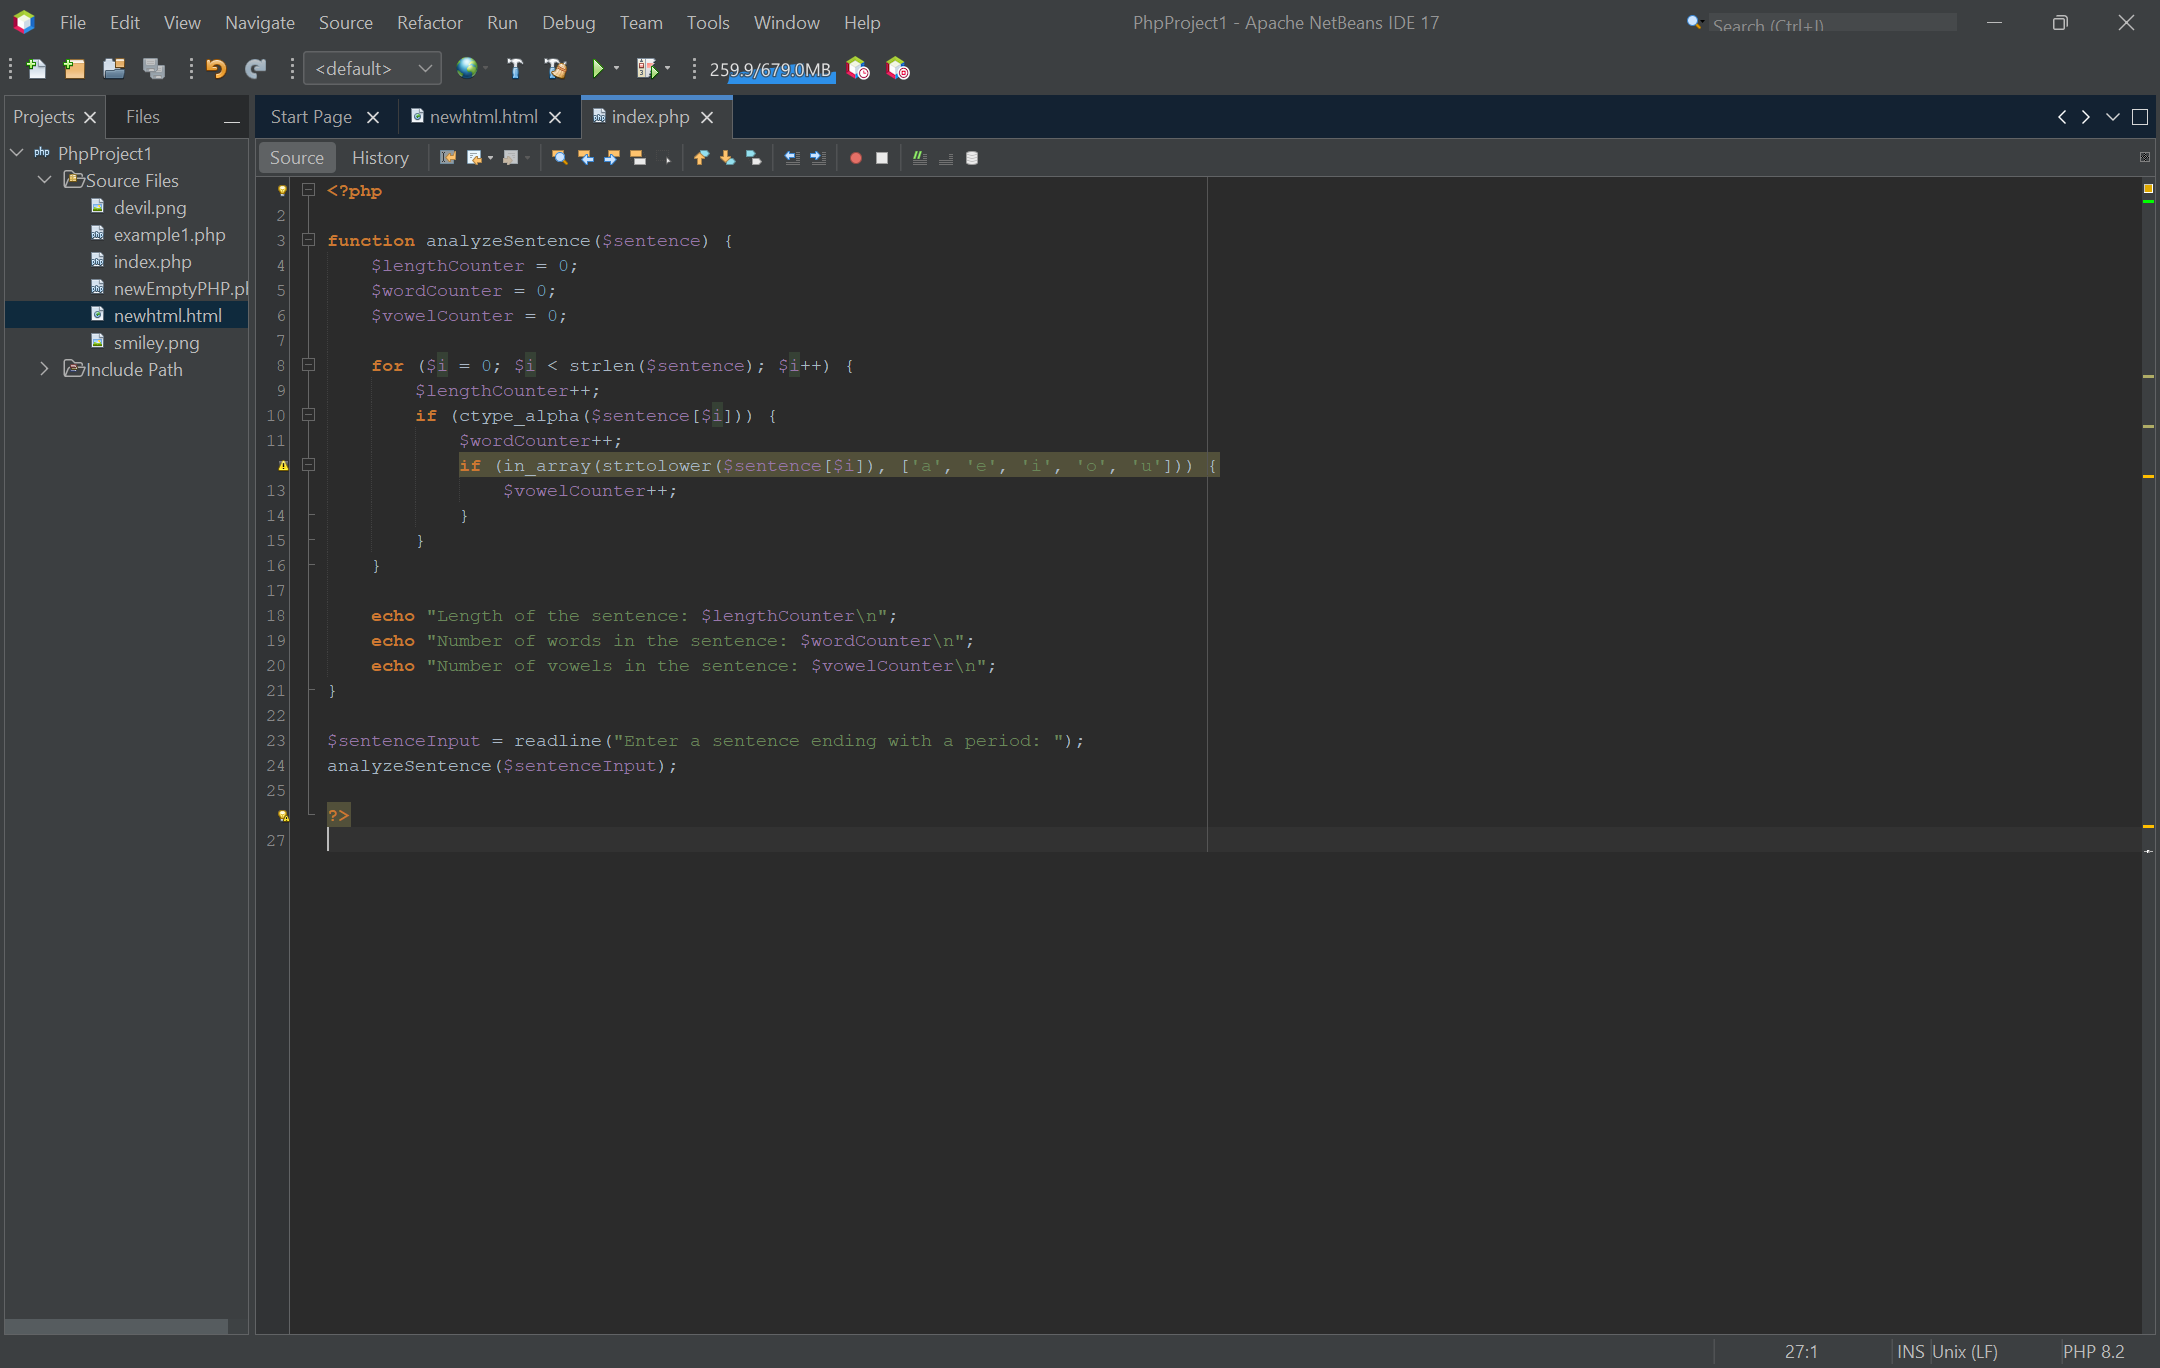 File Edit View Navigate Source Refactor Run Debug Team Tools Window Help
PhpProject1 - Apache NetBeans IDE 17
Search (Ctrl+I)
<default>
259.9/679.0MB
Projects
Files
Start Page
newhtml.html
index.php
Source
History
php PhpProject1
Source Files
devil.png
example1.php
index.php
newEmptyPHP.p
newhtml.html
smiley.png
Include Path
<?php
2
3 function analyzeSentence($sentence) {
4 $lengthCounter = 0;
5 $wordCounter = 0;
6 $vowelCounter = 0;
7
8 for ($i = 0; $i < strlen($sentence); $i++) {
9 $lengthCounter++;
10 if (ctype_alpha($sentence[$i])) {
11 $wordCounter++;
if (in_array(strtolower($sentence[$i]), ['a', 'e', 'i', 'o', 'u'])) {
13 $vowelCounter++;
14 }
15 }
16 }
17
18 echo "Length of the sentence: $lengthCounter\n";
19 echo "Number of words in the sentence: $wordCounter\n";
20 echo "Number of vowels in the sentence: $vowelCounter\n";
21 }
22
23 $sentenceInput = readline("Enter a sentence ending with a period: ");
24 analyzeSentence($sentenceInput);
25
?>
27
27:1
INS
Unix (LF)
PHP 8.2